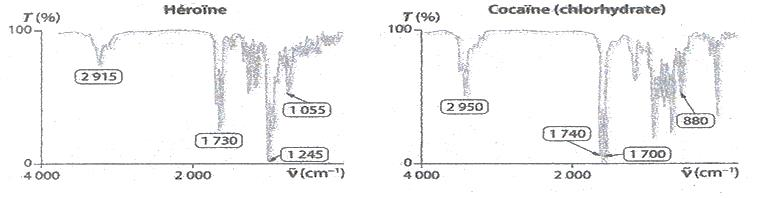 Héroïne
T (%)
100
2 915
1 730
1 055
1 245
0
4 000
2 000
ν̄ (cm⁻¹)
Cocaïne (chlorhydrate)
T (%)
100
2 950
1 740
1 700
880
0
4 000
2 000
ν̄ (cm⁻¹)